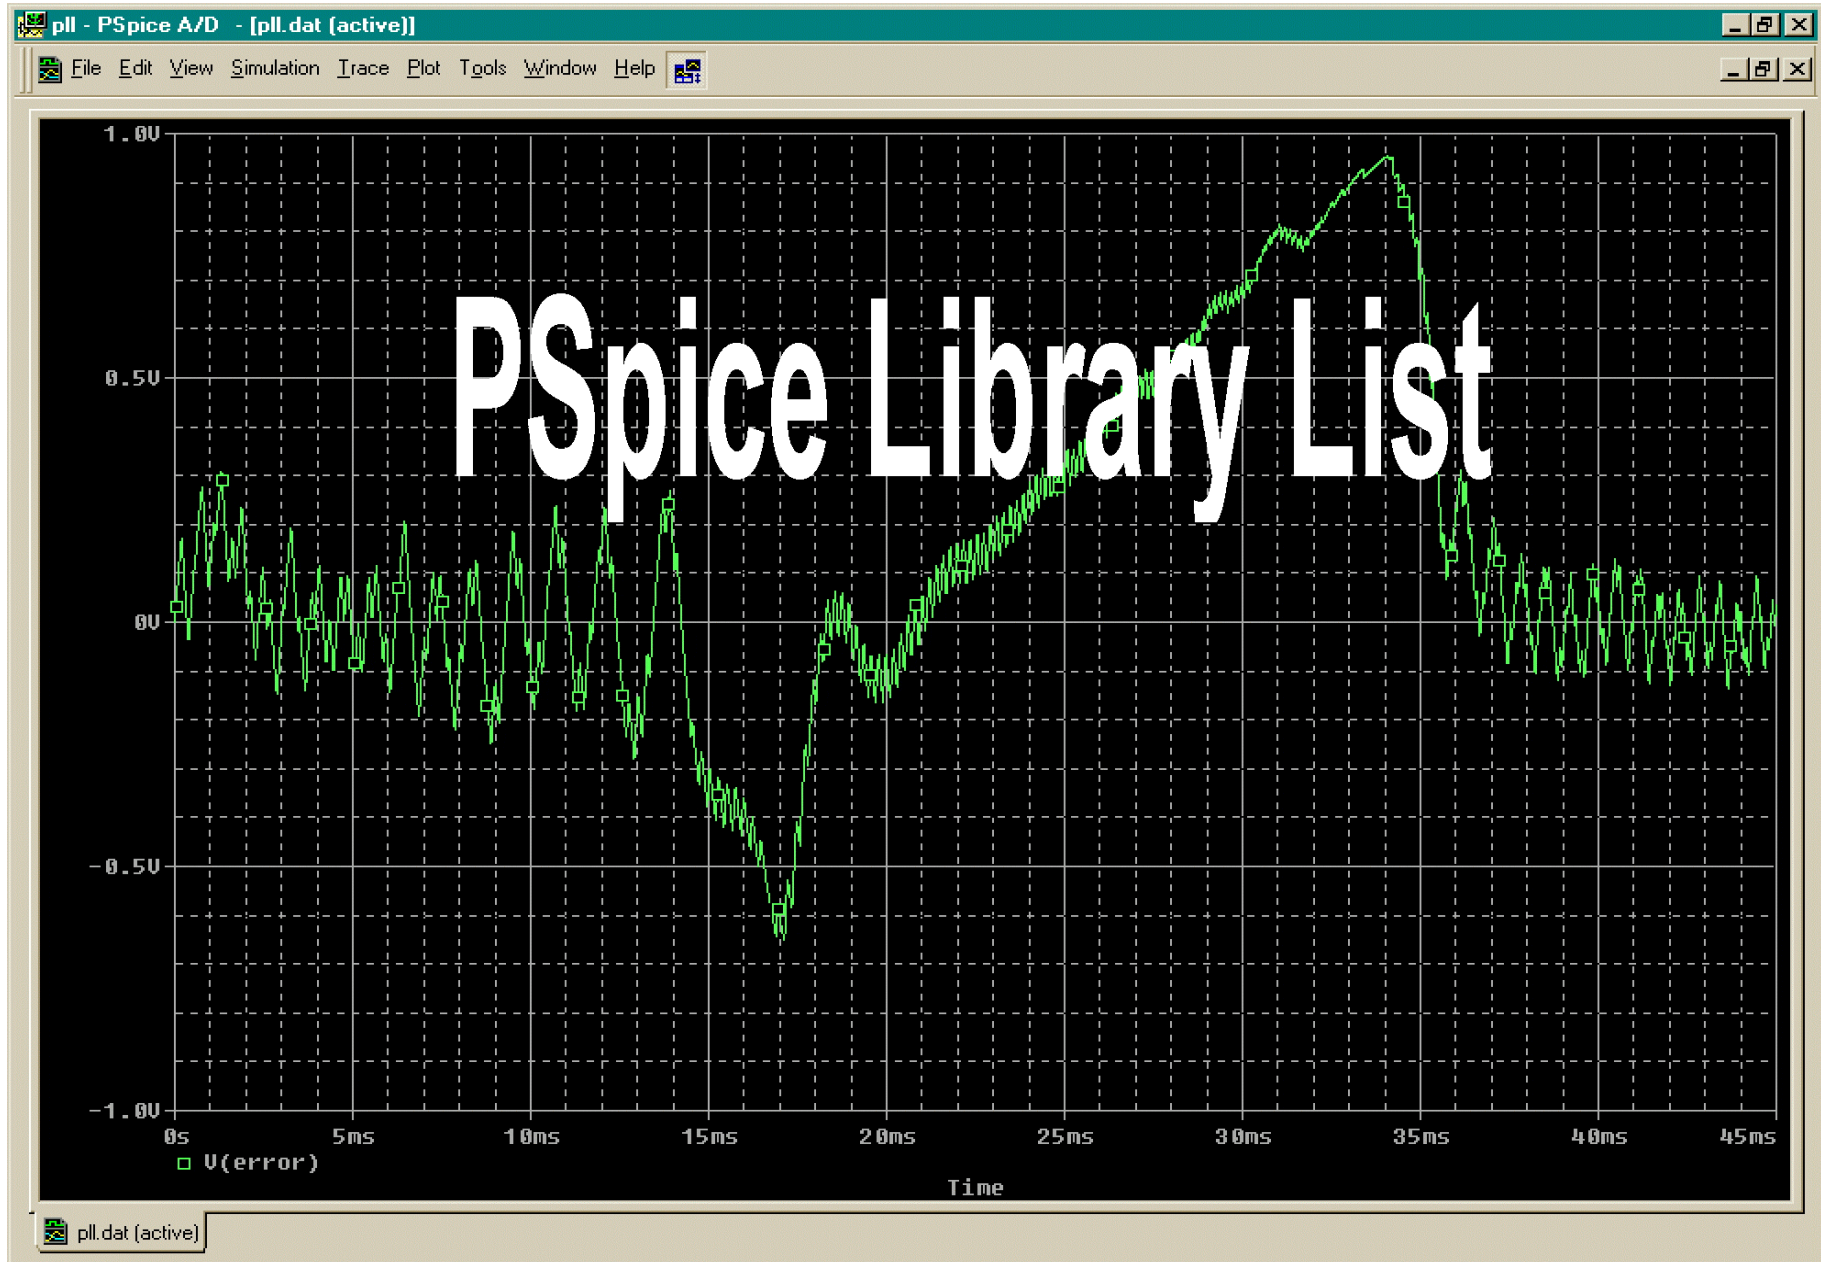 pll - PSpice A/D - [pll.dat (active)]
File Edit View Simulation Trace Plot Tools Window Help
1.0V
0.5V
0V
-0.5V
-1.0V
PSpice Library List
0s 5ms 10ms 15ms 20ms 25ms 30ms 35ms 40ms 45ms
V(error)
Time
pll.dat (active)